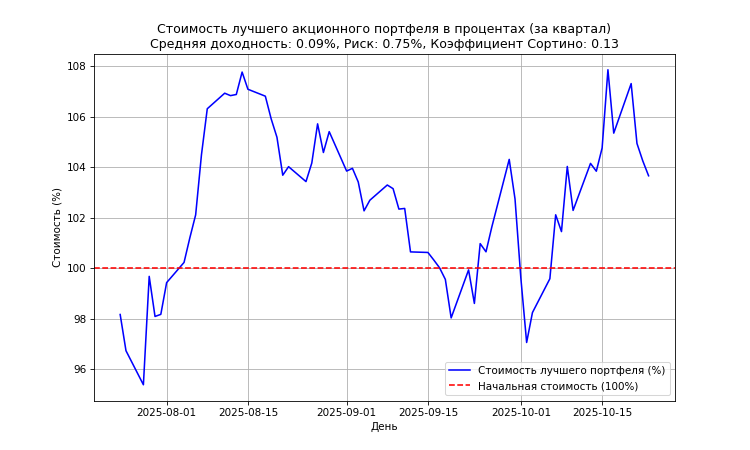 Стоимость лучшего акционного портфеля в процентах (за квартал)
Средняя доходность: 0.09%, Риск: 0.75%, Коэффициент Сортино: 0.13
Стоимость (%)
108
106
104
102
100
98
96
Стоимость лучшего портфеля (%)
Начальная стоимость (100%)
2025-08-01
2025-08-15
2025-09-01
2025-09-15
2025-10-01
2025-10-15
День